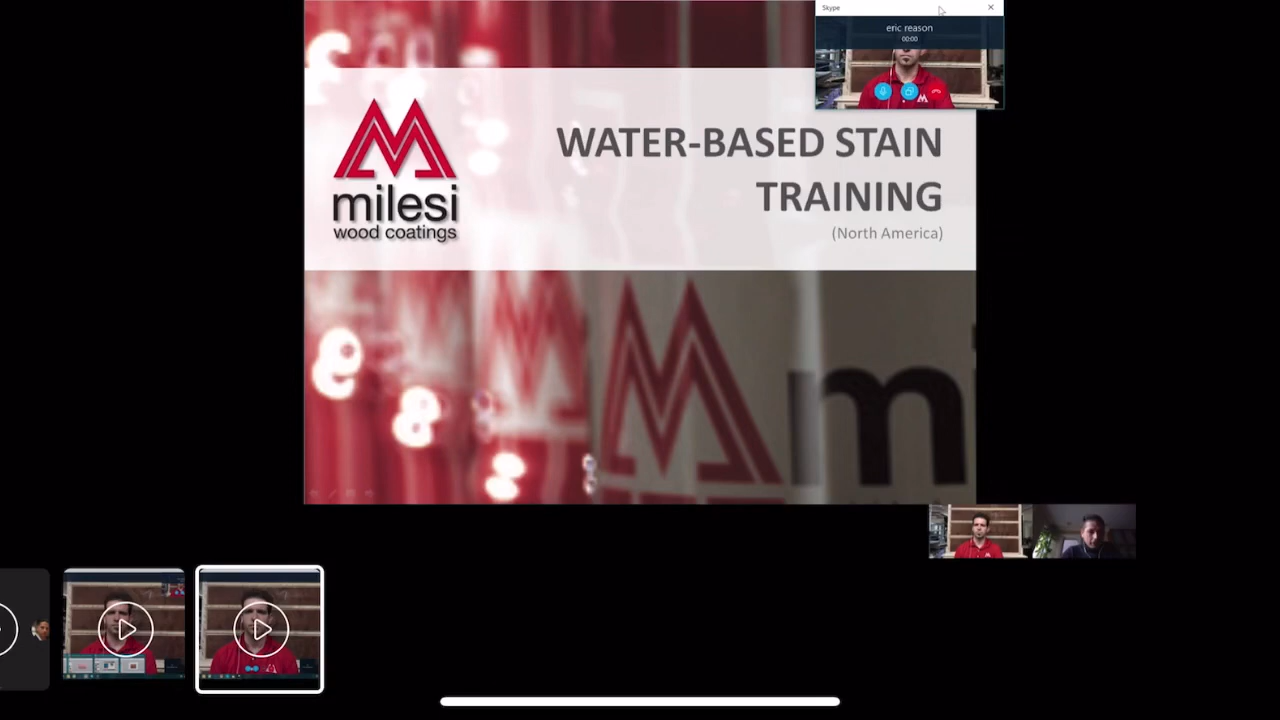 Skype
eric reason
00:00
WATER-BASED STAIN
TRAINING
(North America)
milesi
wood coatings
m